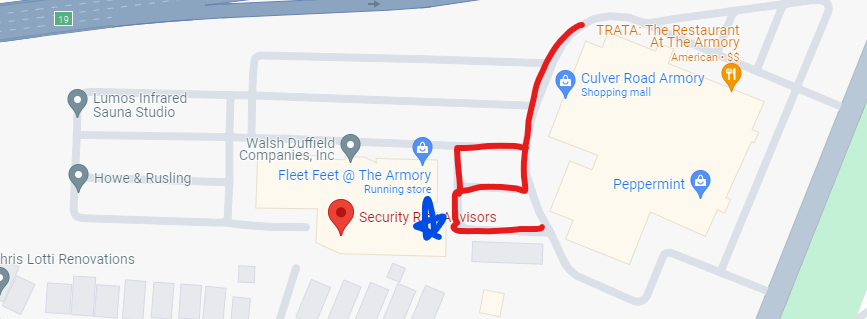 19
TRATA: The Restaurant
At The Armory
American • $$
Culver Road Armory
Shopping mall
Lumos Infrared
Sauna Studio
Walsh Duffield
Companies, Inc
Howe & Rusling
Fleet Feet @ The Armory
Running store
Peppermint
Security Advisors
hris Lotti Renovations